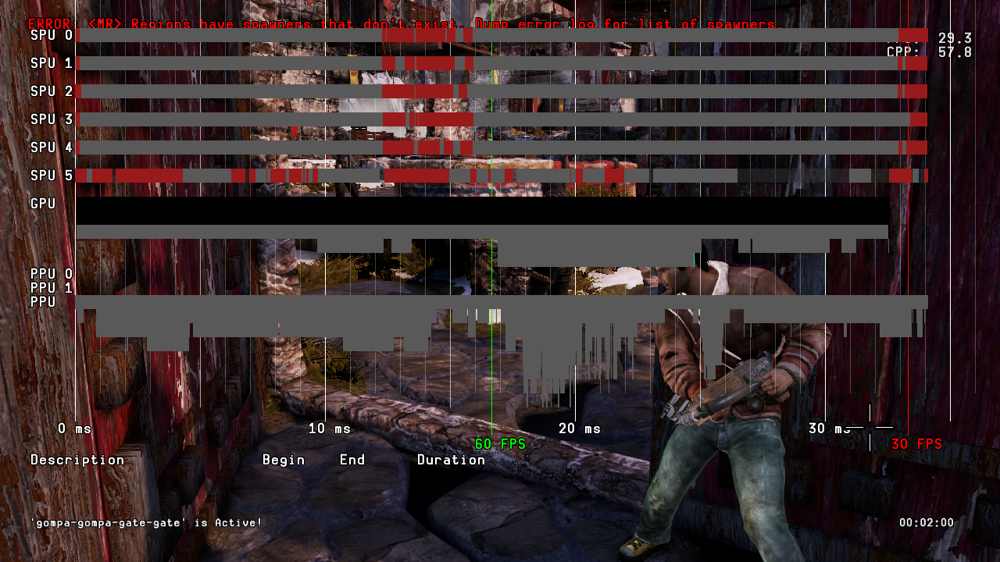 ERROR: <MR> Regions have spawners that don't exist. Dump error log for list of spawners.
SPU 0
29.3
CPP: 57.8
SPU 1
SPU 2
SPU 3
SPU 4
SPU 5
GPU
PPU 0
PPU 1
PPU
0 ms
10 ms
20 ms
30 ms
60 FPS
30 FPS
Description Begin End Duration
'gompa-gompa-gate-gate' is Active!
00:02:00